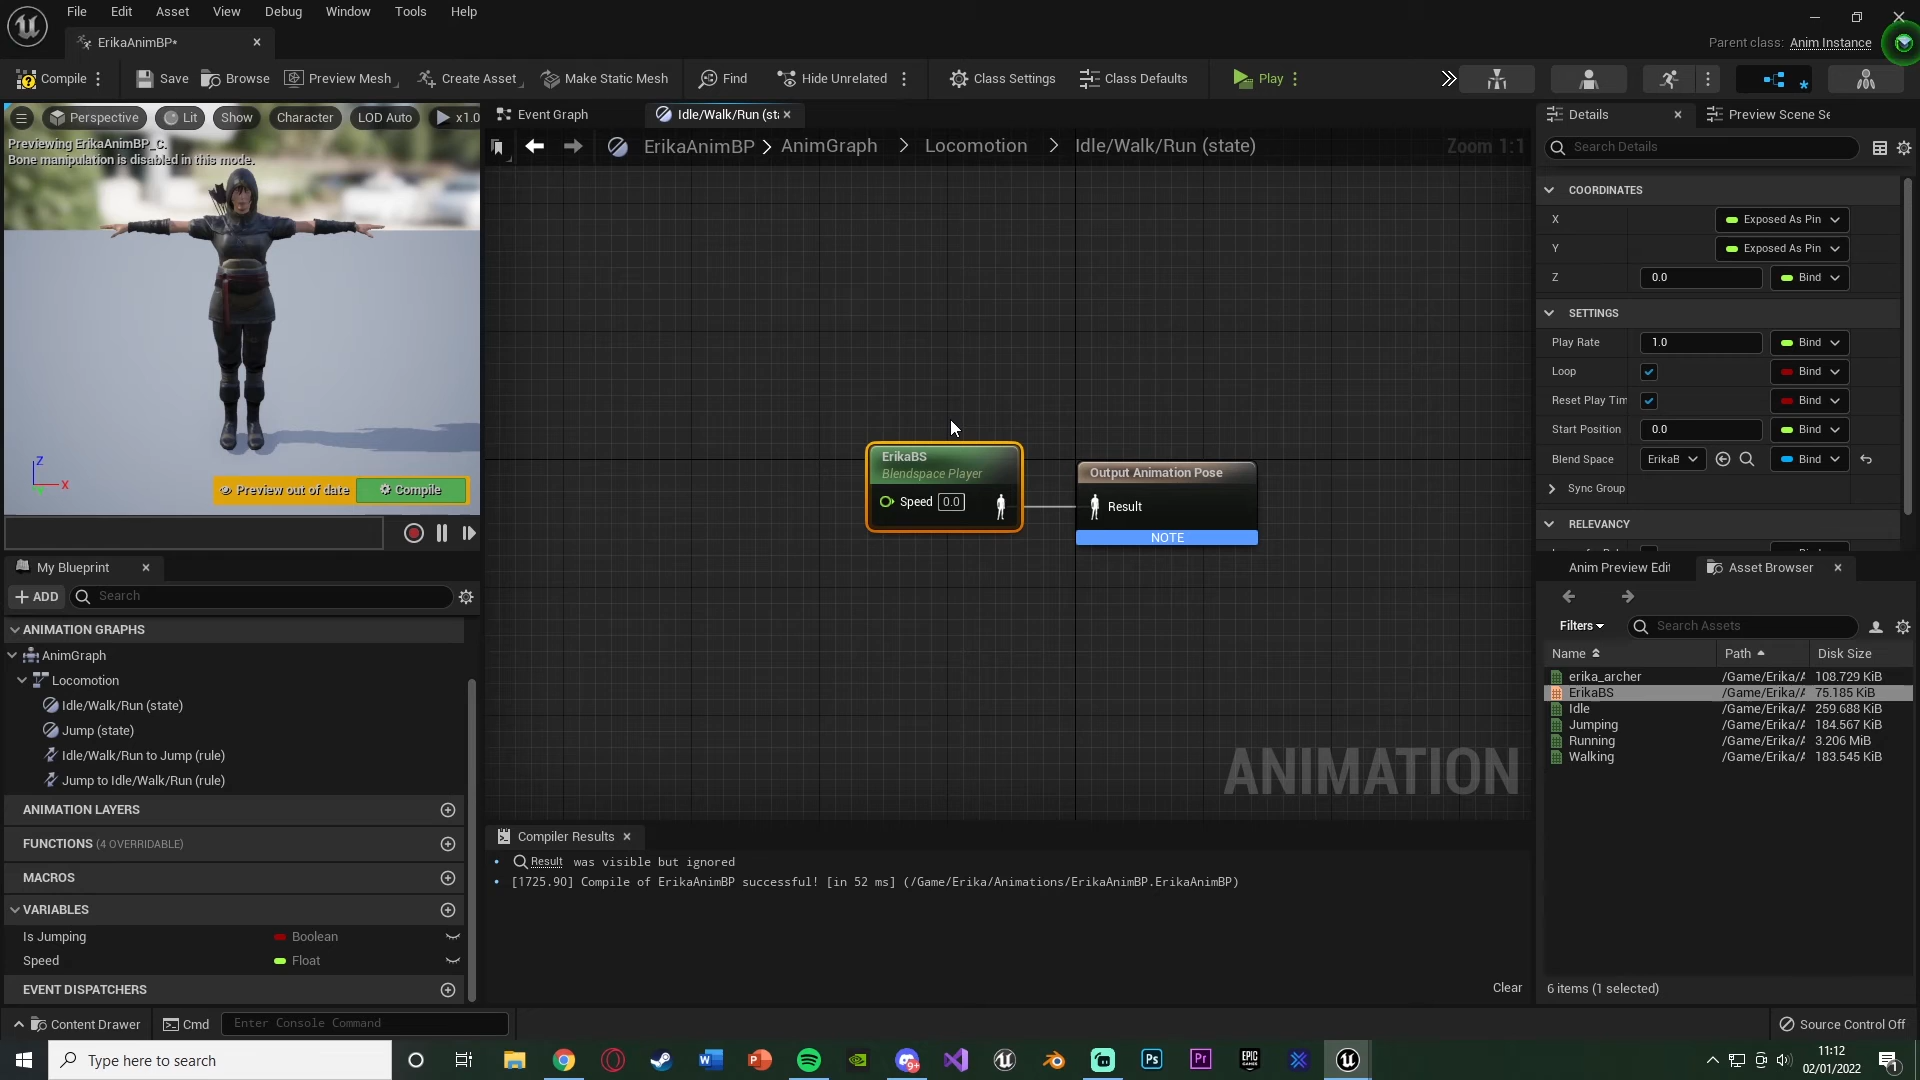 File Edit Asset View Debug Window Tools Help
ErikaAnimBP*
Parent class: Anim Instance
Compile Save Browse Preview Mesh Create Asset Make Static Mesh Find Hide Unrelated Class Settings Class Defaults Play
Perspective Lit Show Character LOD Auto x1.0
Previewing ErikaAnimBP_C.
Bone manipulation is disabled in this mode.
Z
X
Preview out of date Compile
Event Graph Idle/Walk/Run (sta
ErikaAnimBP > AnimGraph > Locomotion > Idle/Walk/Run (state)
Zoom 1:1
ErikaBS
Blendspace Player
Speed 0.0
Output Animation Pose
Result
NOTE
ANIMATION
My Blueprint
ADD Search
ANIMATION GRAPHS
AnimGraph
Locomotion
Idle/Walk/Run (state)
Jump (state)
Idle/Walk/Run to Jump (rule)
Jump to Idle/Walk/Run (rule)
ANIMATION LAYERS
FUNCTIONS (4 OVERRIDABLE)
MACROS
VARIABLES
Is Jumping Boolean
Speed Float
EVENT DISPATCHERS
Compiler Results
Result was visible but ignored
[1725.90] Compile of ErikaAnimBP successful! [in 52 ms] (/Game/Erika/Animations/ErikaAnimBP.ErikaAnimBP)
Clear
Details Preview Scene Se
Search Details
COORDINATES
X Exposed As Pin
Y Exposed As Pin
Z 0.0 Bind
SETTINGS
Play Rate 1.0 Bind
Loop Bind
Reset Play Tim Bind
Start Position 0.0 Bind
Blend Space ErikaB Bind
Sync Group
RELEVANCY
Anim Preview Edit Asset Browser
Filters Search Assets
Name Path Disk Size
erika_archer /Game/Erika/A 108.729 KiB
ErikaBS /Game/Erika/A 75.185 KiB
Idle /Game/Erika/A 259.688 KiB
Jumping /Game/Erika/A 184.567 KiB
Running /Game/Erika/A 3.206 MiB
Walking /Game/Erika/A 183.545 KiB
6 items (1 selected)
Content Drawer Cmd Enter Console Command
Source Control Off
Type here to search
W P 9+ Ps Pr EPIC GAMES
11:12
02/01/2022
1